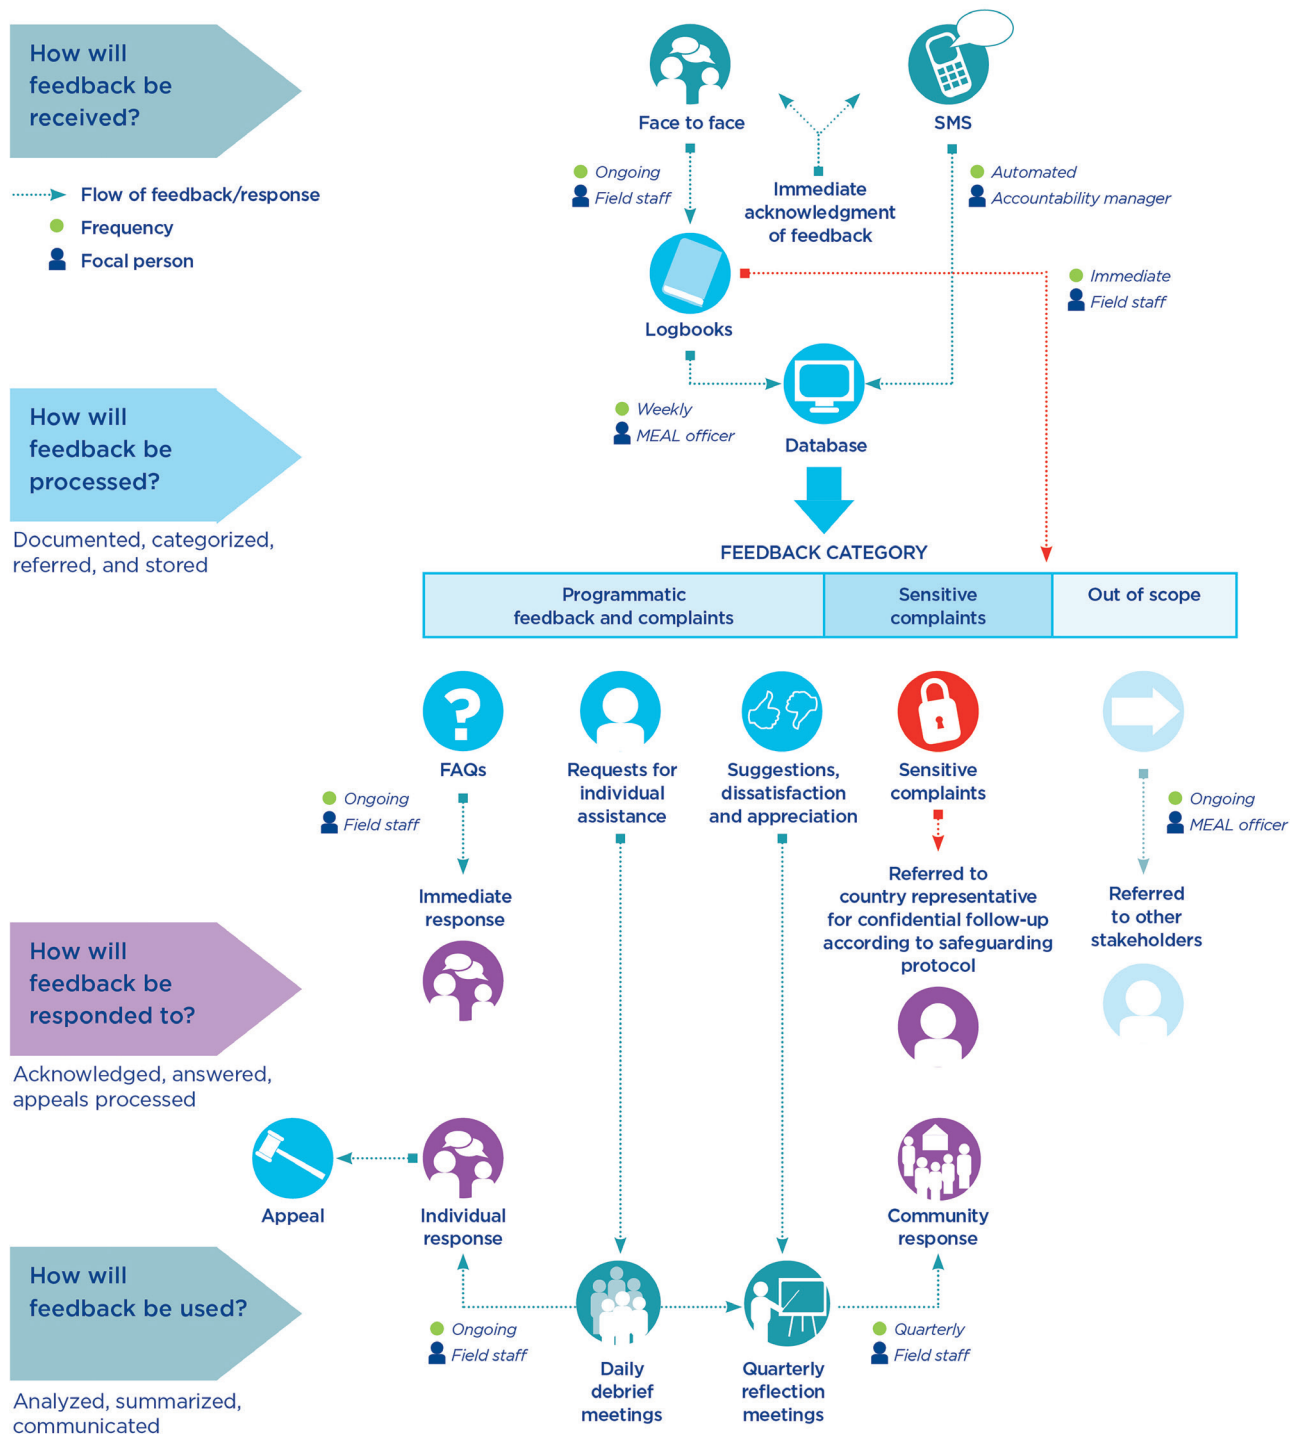 How will
feedback be
received?
Flow of feedback/response
Frequency
Focal person
Face to face
SMS
Ongoing
Field staff
Immediate
acknowledgment
of feedback
Automated
Accountability manager
Logbooks
Immediate
Field staff
Weekly
MEAL officer
Database
How will
feedback be
processed?
Documented, categorized,
referred, and stored
FEEDBACK CATEGORY
Programmatic
feedback and complaints
Sensitive
complaints
Out of scope
FAQs
Requests for
individual
assistance
Suggestions,
dissatisfaction
and appreciation
Sensitive
complaints
Ongoing
Field staff
Ongoing
MEAL officer
Immediate
response
Referred to
country representative
for confidential follow-up
according to safeguarding
protocol
Referred
to other
stakeholders
How will
feedback be
responded to?
Acknowledged, answered,
appeals processed
Appeal
Individual
response
Community
response
How will
feedback be used?
Analyzed, summarized,
communicated
Ongoing
Field staff
Quarterly
Field staff
Daily
debrief
meetings
Quarterly
reflection
meetings